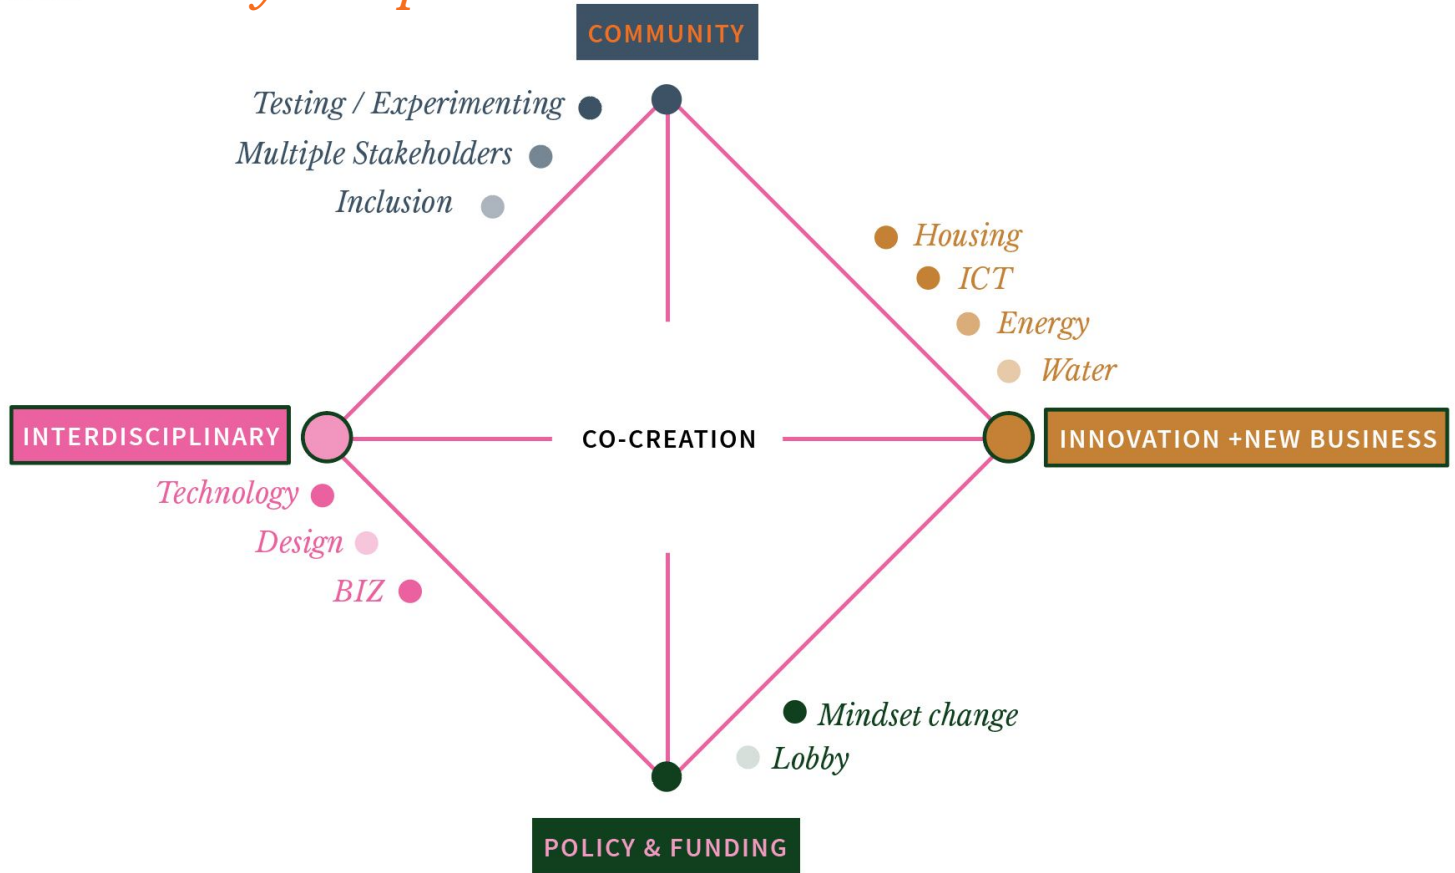 COMMUNITY
Testing / Experimenting
Multiple Stakeholders
Inclusion
Housing
ICT
Energy
Water
INTERDISCIPLINARY
CO-CREATION
INNOVATION +NEW BUSINESS
Technology
Design
BIZ
Mindset change
Lobby
POLICY & FUNDING